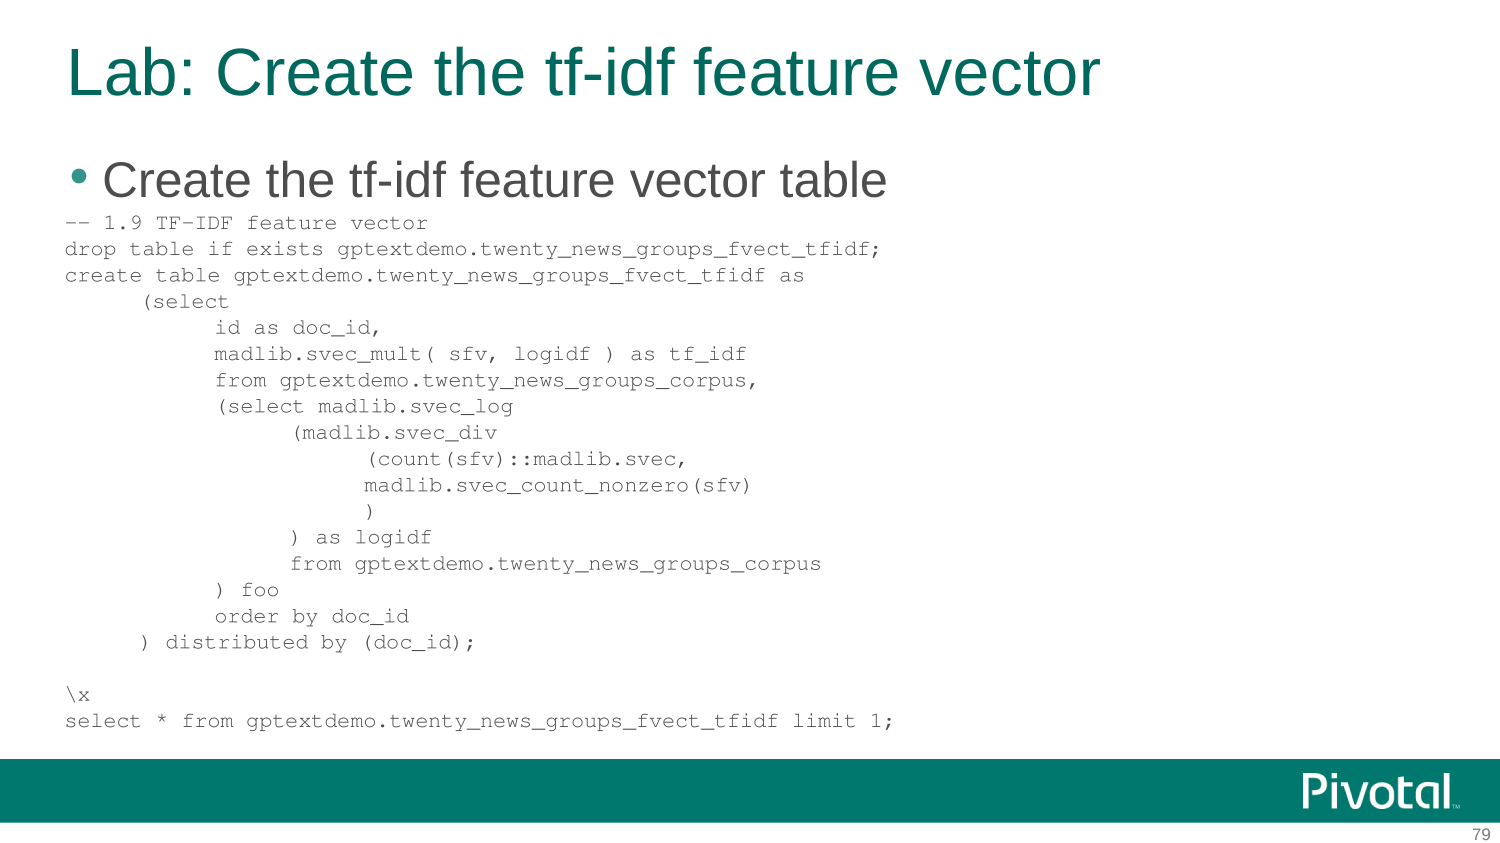 Lab: Create the tf-idf feature vector
• Create the tf-idf feature vector table
-- 1.9 TF-IDF feature vector
drop table if exists gptextdemo.twenty_news_groups_fvect_tfidf;
create table gptextdemo.twenty_news_groups_fvect_tfidf as
(select
id as doc_id,
madlib.svec_mult( sfv, logidf ) as tf_idf
from gptextdemo.twenty_news_groups_corpus,
(select madlib.svec_log
(madlib.svec_div
(count(sfv)::madlib.svec,
madlib.svec_count_nonzero(sfv)
)
) as logidf
from gptextdemo.twenty_news_groups_corpus
) foo
order by doc_id
) distributed by (doc_id);
\x
select * from gptextdemo.twenty_news_groups_fvect_tfidf limit 1;
Pivotal™
79